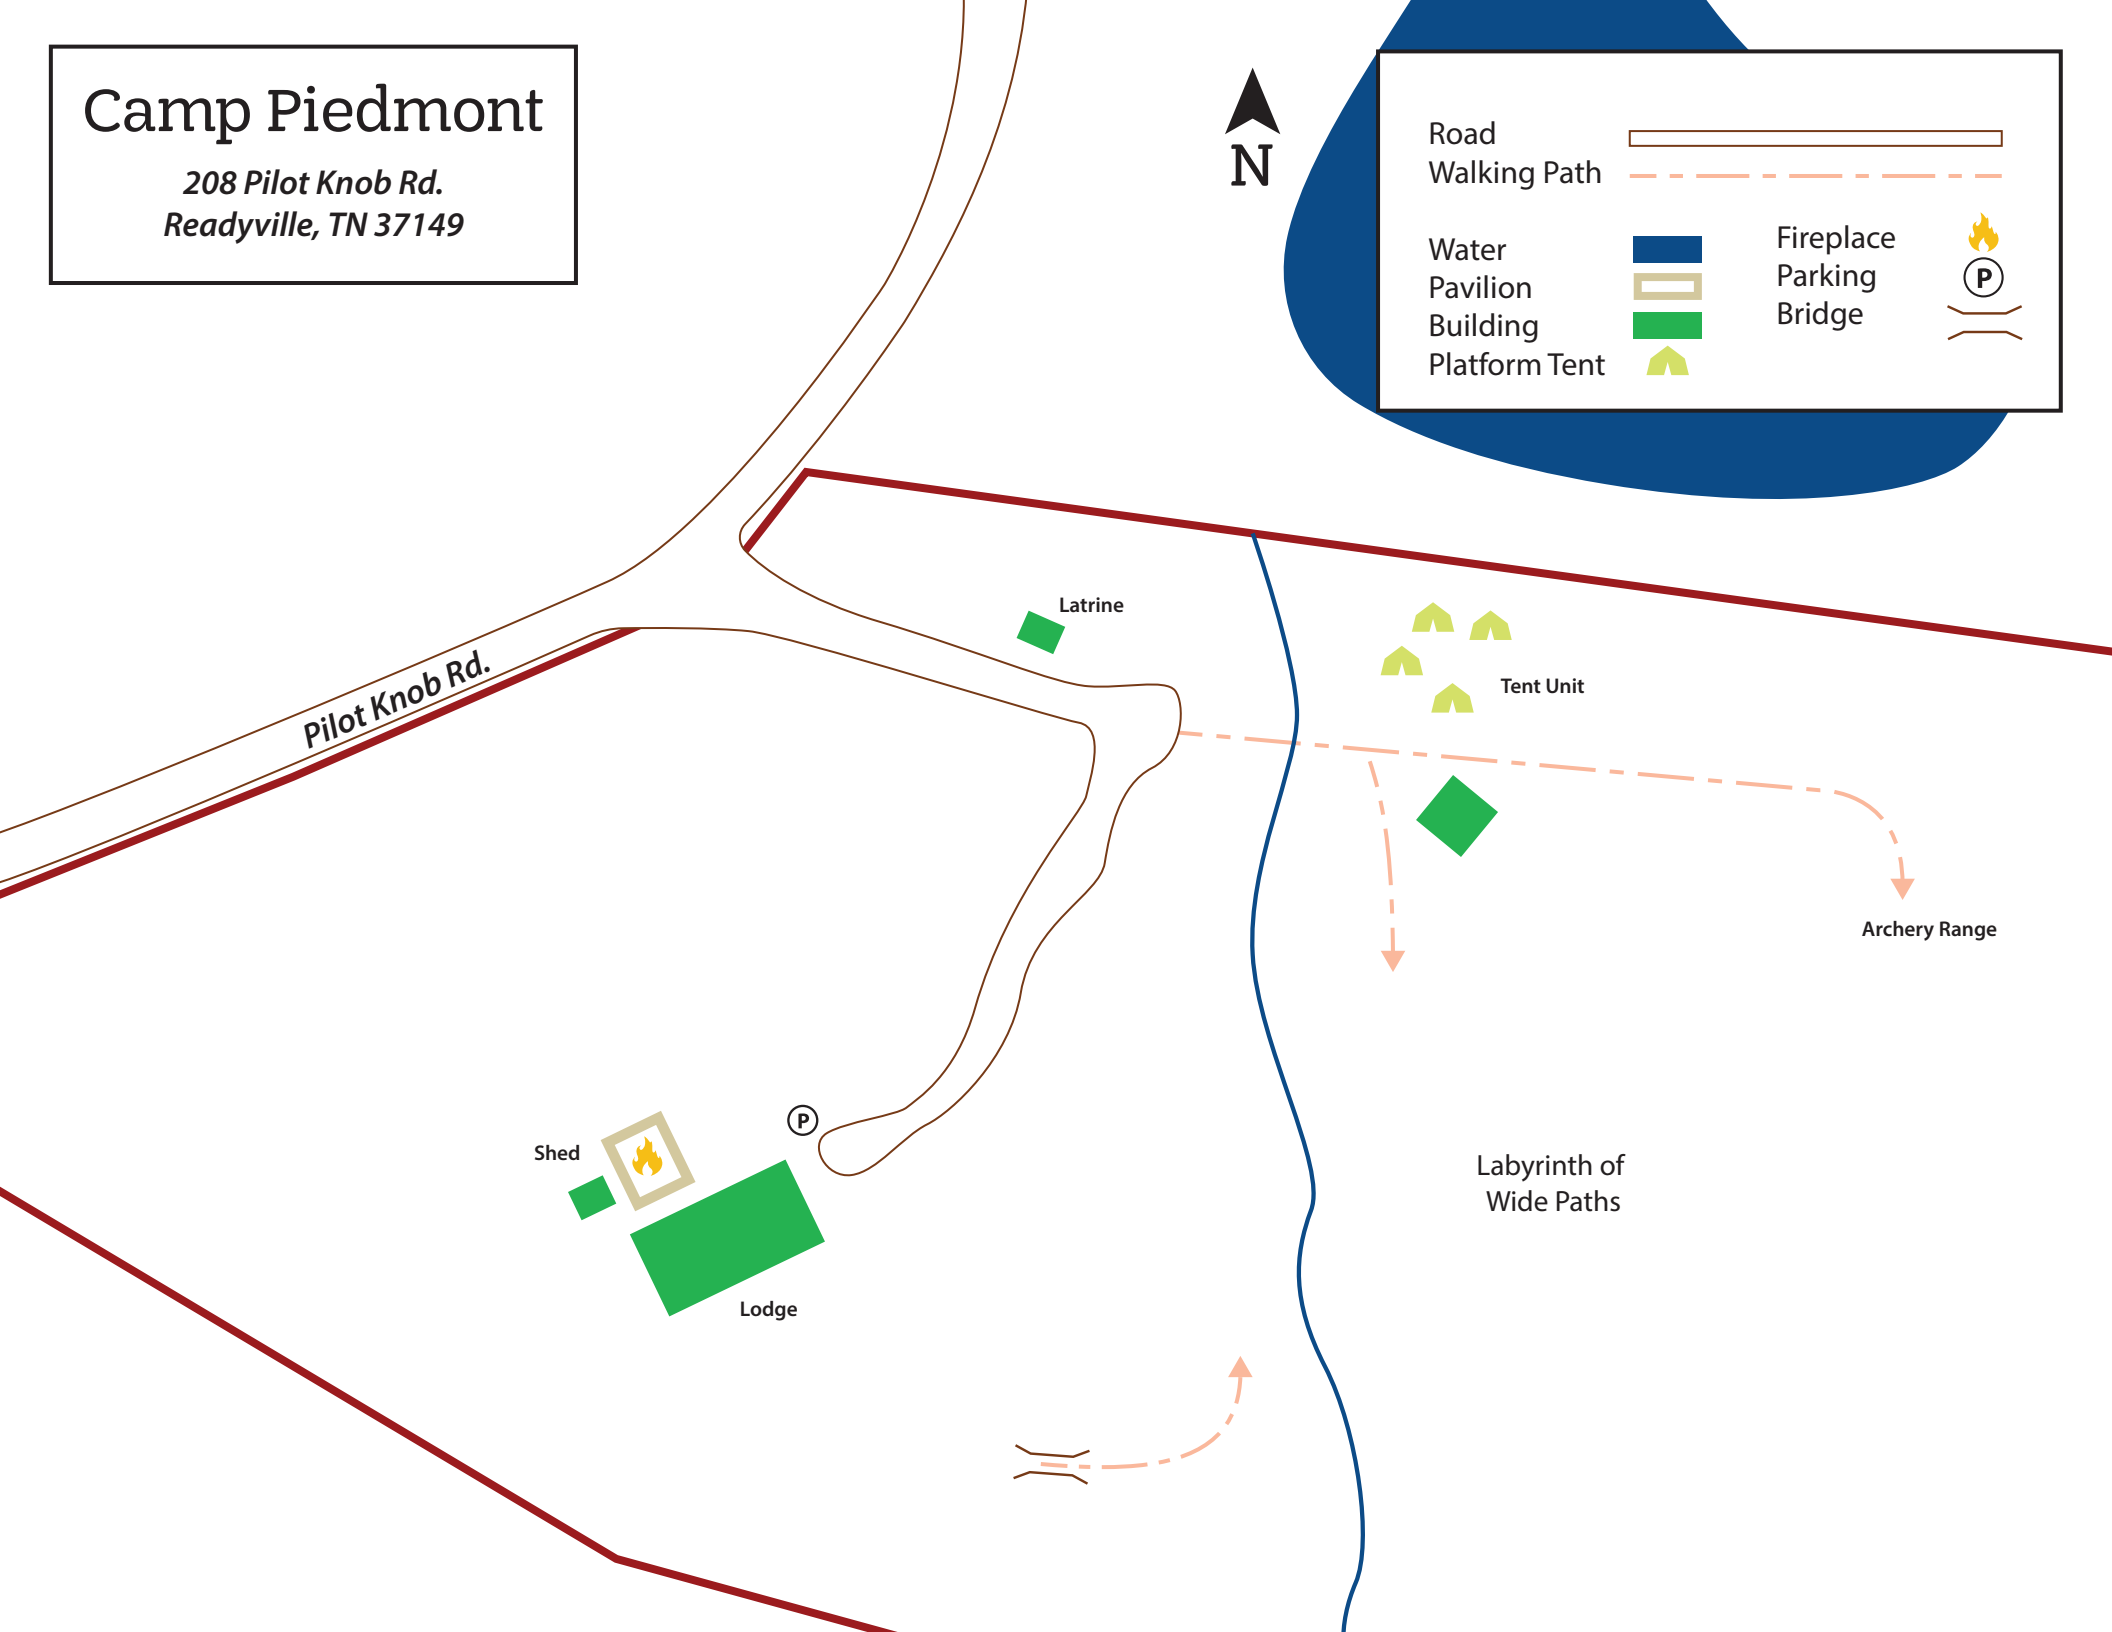 Camp Piedmont
208 Pilot Knob Rd.
Readyville, TN 37149
N
Road
Walking Path
Water
Pavilion
Building
Platform Tent
Fireplace
Parking
P
Bridge
Latrine
Tent Unit
Pilot Knob Rd.
Archery Range
P
Shed
Labyrinth of
Wide Paths
Lodge